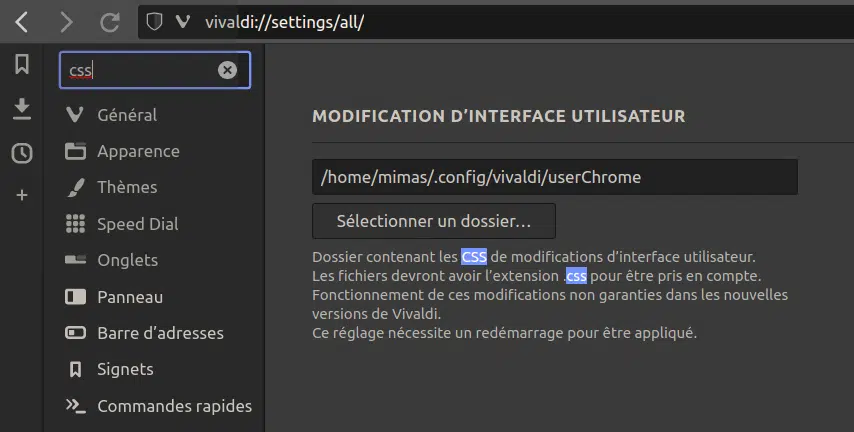 vivaldi://settings/all/
css
Général
Apparence
Thèmes
Speed Dial
Onglets
Panneau
Barre d’adresses
Signets
Commandes rapides
MODIFICATION D’INTERFACE UTILISATEUR
/home/mimas/.config/vivaldi/userChrome
Sélectionner un dossier…
Dossier contenant les CSS de modifications d’interface utilisateur.
Les fichiers devront avoir l’extension .css pour être pris en compte.
Fonctionnement de ces modifications non garanties dans les nouvelles
versions de Vivaldi.
Ce réglage nécessite un redémarrage pour être appliqué.